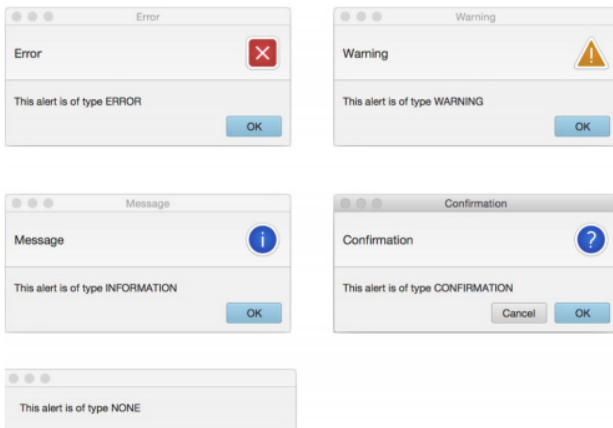 Error
Error
This alert is of type ERROR
OK
Warning
Warning
This alert is of type WARNING
OK
Message
Message
This alert is of type INFORMATION
OK
Confirmation
Confirmation
This alert is of type CONFIRMATION
Cancel OK
This alert is of type NONE